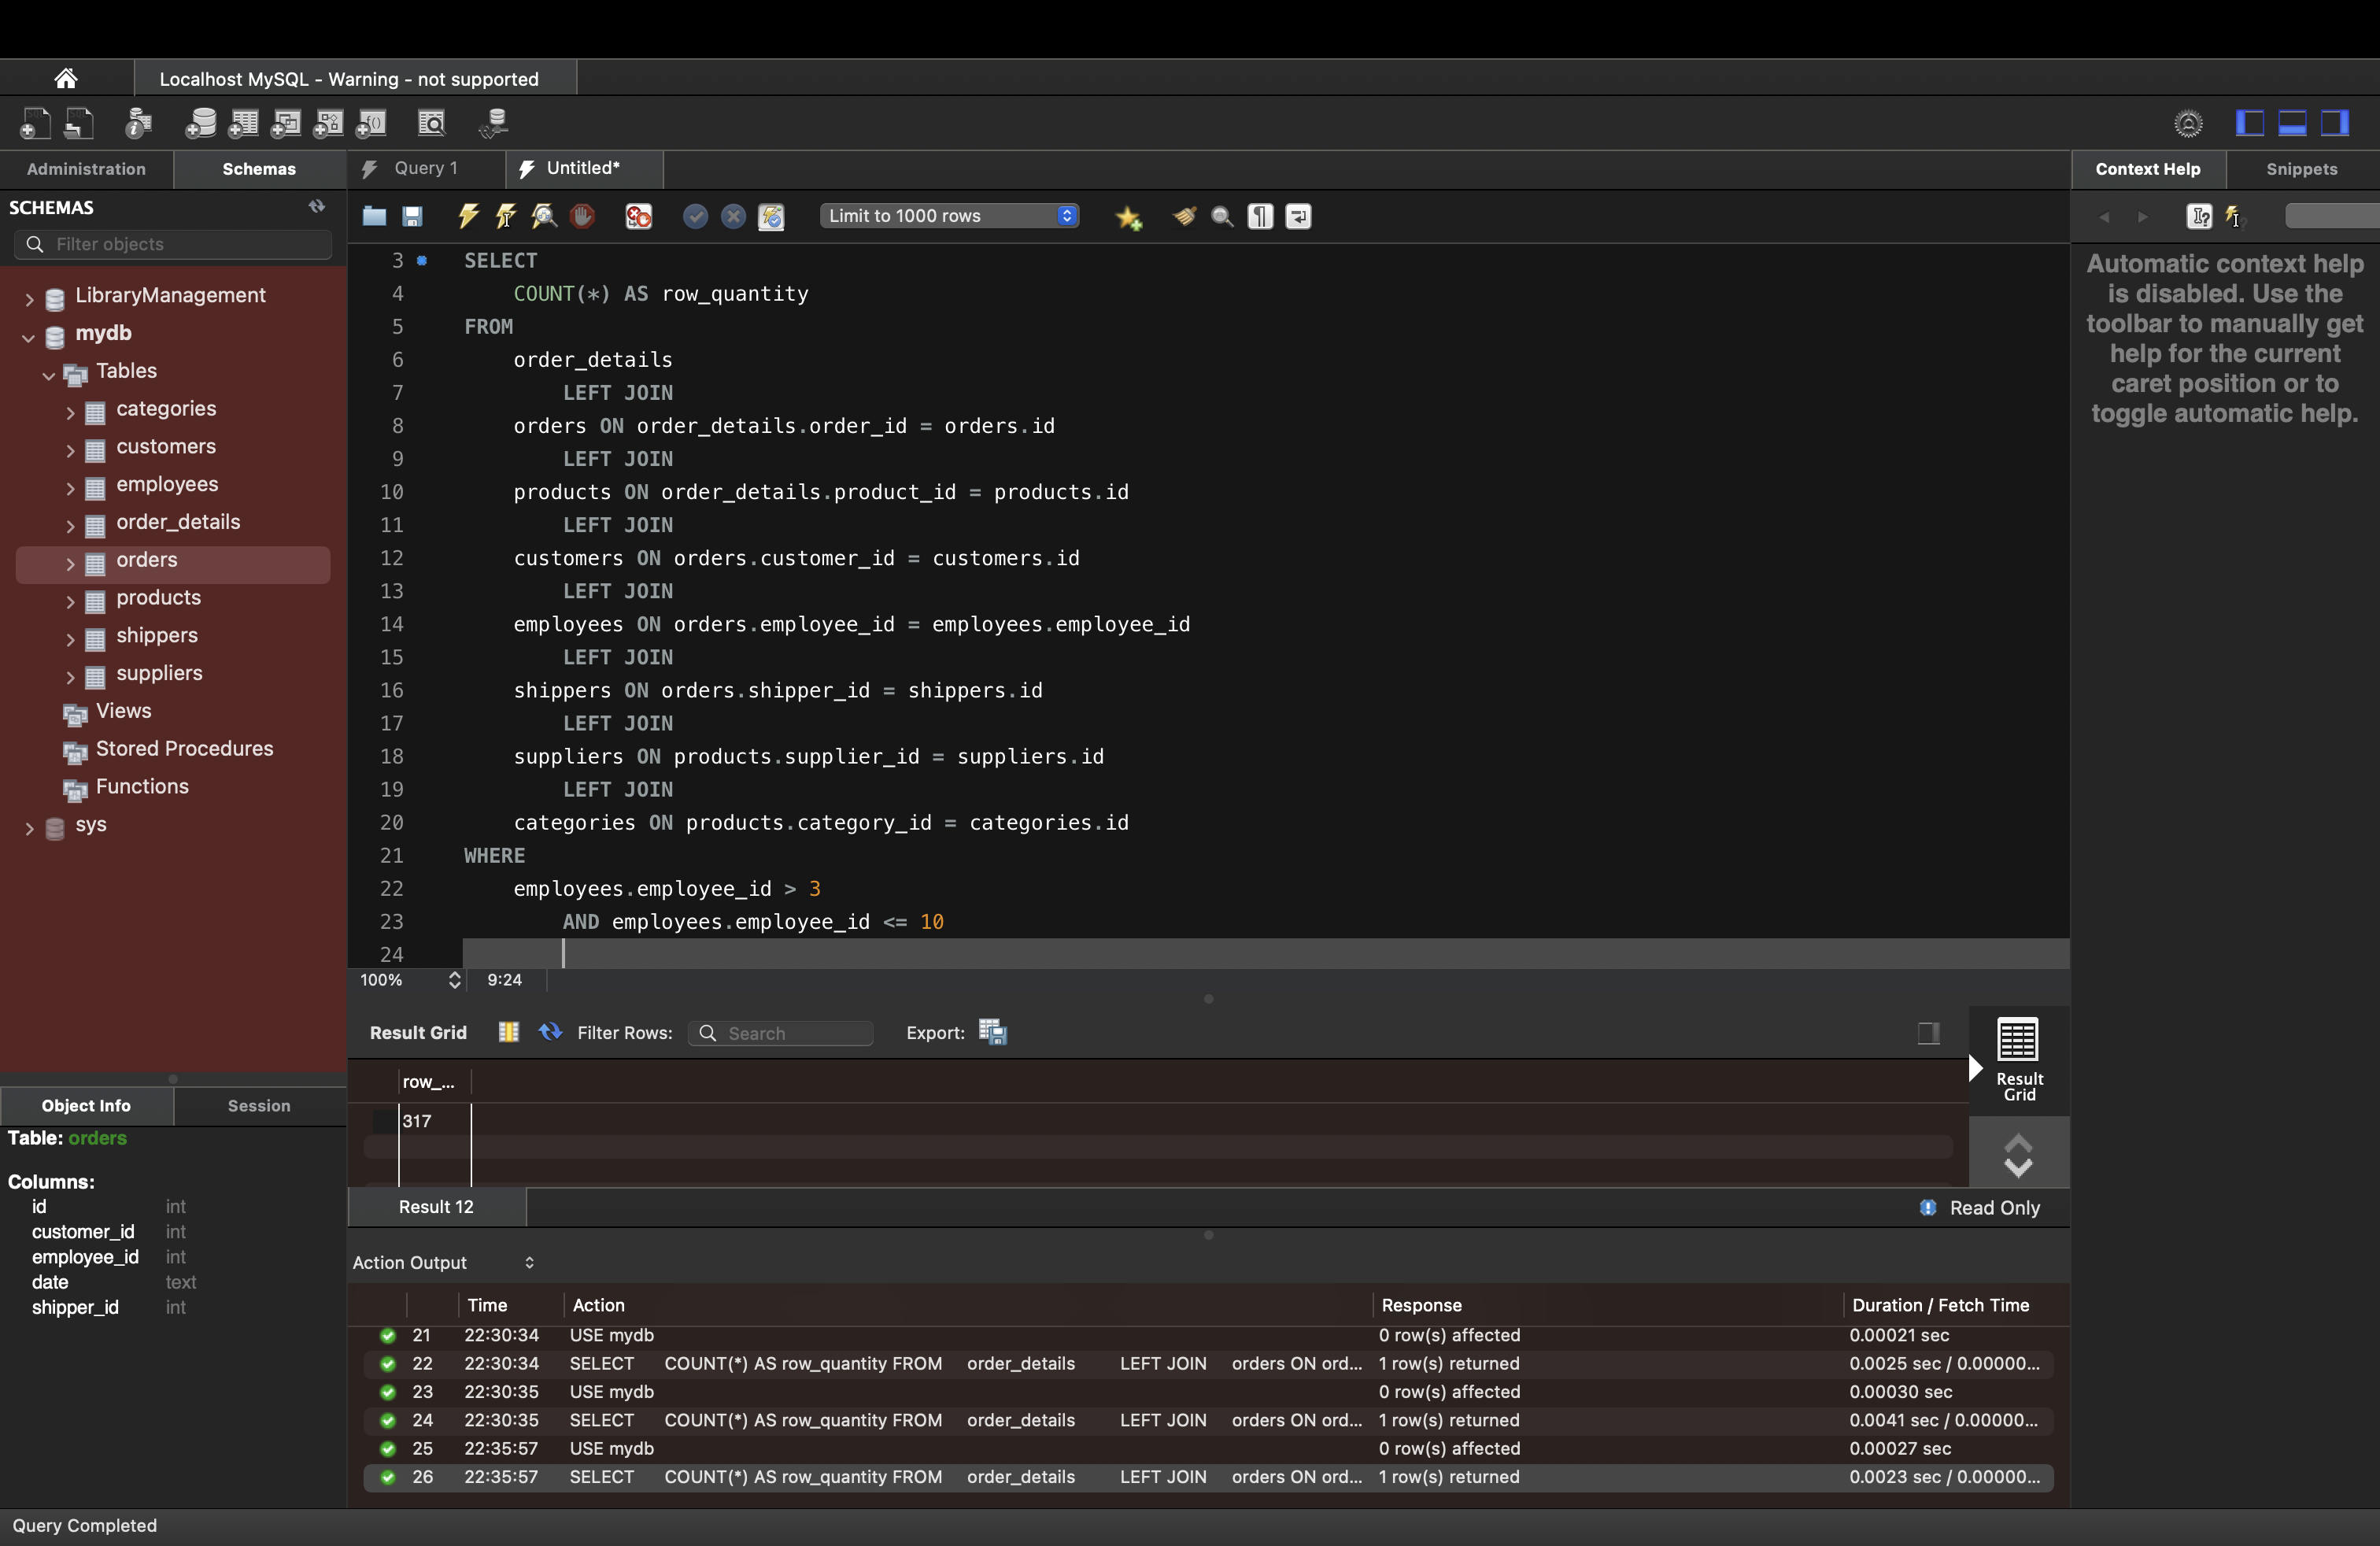 Localhost MySQL - Warning - not supported
Administration
Schemas
Query 1
Untitled*
Context Help
Snippets
SCHEMAS
Filter objects
LibraryManagement
mydb
Tables
categories
customers
employees
order_details
orders
products
shippers
suppliers
Views
Stored Procedures
Functions
sys
Limit to 1000 rows
3 SELECT
4 COUNT(*) AS row_quantity
5 FROM
6 order_details
7 LEFT JOIN
8 orders ON order_details.order_id = orders.id
9 LEFT JOIN
10 products ON order_details.product_id = products.id
11 LEFT JOIN
12 customers ON orders.customer_id = customers.id
13 LEFT JOIN
14 employees ON orders.employee_id = employees.employee_id
15 LEFT JOIN
16 shippers ON orders.shipper_id = shippers.id
17 LEFT JOIN
18 suppliers ON products.supplier_id = suppliers.id
19 LEFT JOIN
20 categories ON products.category_id = categories.id
21 WHERE
22 employees.employee_id > 3
23 AND employees.employee_id <= 10
24
100% 9:24
Automatic context help
is disabled. Use the
toolbar to manually get
help for the current
caret position or to
toggle automatic help.
Result Grid Filter Rows: Search Export:
row_...
317
Result
Grid
Result 12
Read Only
Object Info
Session
Table: orders
Columns:
id int
customer_id int
employee_id int
date text
shipper_id int
Action Output
Time Action Response Duration / Fetch Time
21 22:30:34 USE mydb 0 row(s) affected 0.00021 sec
22 22:30:34 SELECT COUNT(*) AS row_quantity FROM order_details LEFT JOIN orders ON ord... 1 row(s) returned 0.0025 sec / 0.00000...
23 22:30:35 USE mydb 0 row(s) affected 0.00030 sec
24 22:30:35 SELECT COUNT(*) AS row_quantity FROM order_details LEFT JOIN orders ON ord... 1 row(s) returned 0.0041 sec / 0.00000...
25 22:35:57 USE mydb 0 row(s) affected 0.00027 sec
26 22:35:57 SELECT COUNT(*) AS row_quantity FROM order_details LEFT JOIN orders ON ord... 1 row(s) returned 0.0023 sec / 0.00000...
Query Completed